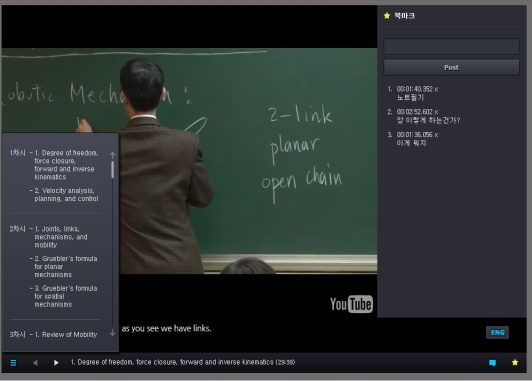 북마크
Post
1. 00:01:40.352 x
노트필기
2. 00:02:52.602 x
앙 이렇게 하는건가?
3. 00:01:36.056 x
이게 뭐지
obotic Mech
2-link
planar
open chain
1차시 - 1. Degree of freedom,
force closure,
forward and inverse
kinematics
- 2. Velocity analysis,
planning, and control
2차시 - 1. Joints, links,
mechanisms, and
mobility
- 2. Gruebler's formula
for planar
mechanisms
- 3. Gruebler's formula
for spatial
mechanisms
3차시 - 1. Review of Mobility
YouTube
as you see we have links.
ENG
1. Degree of freedom, force closure, forward and inverse kinematics (29:39)